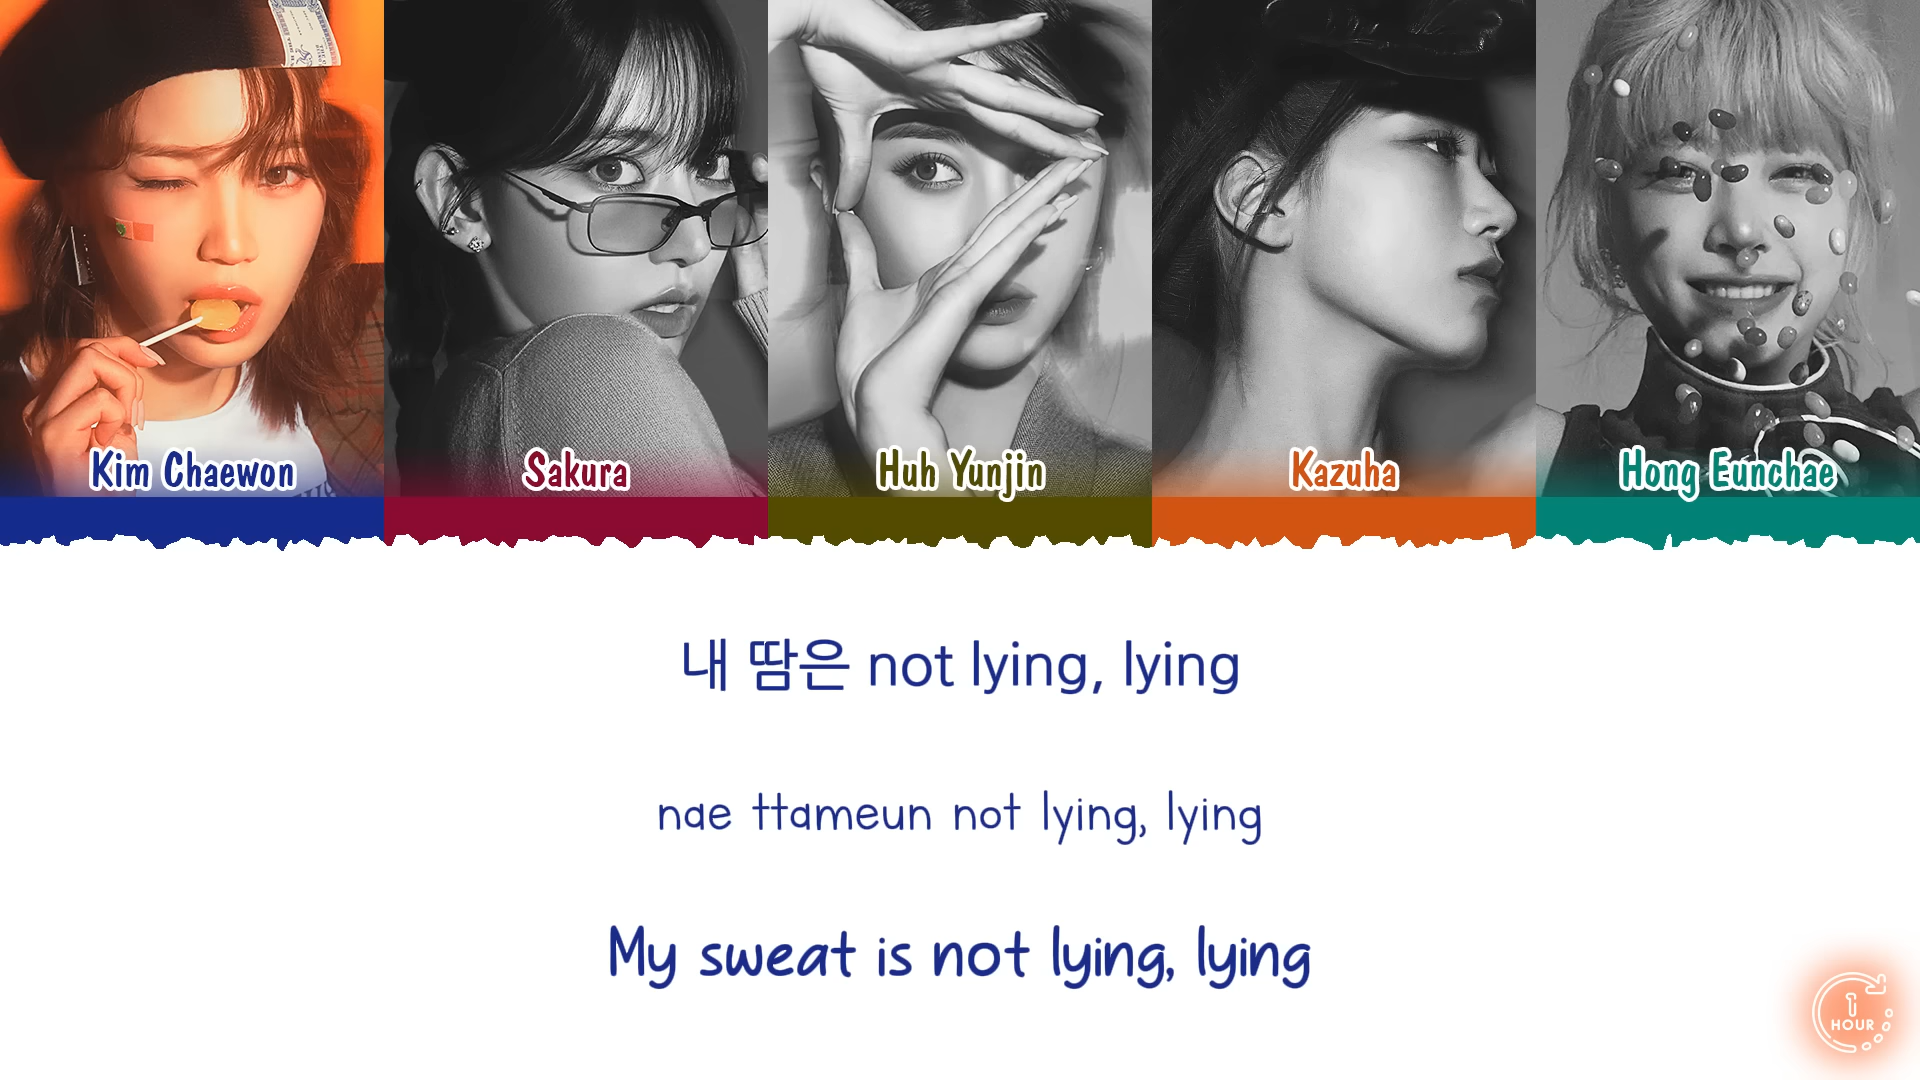 Kim Chaewon
Sakura
Huh Yunjin
Kazuha
Hong Eunchae
내 땀은 not lying, lying
nae ttameun not lying, lying
My sweat is not lying, lying
1
HOUR